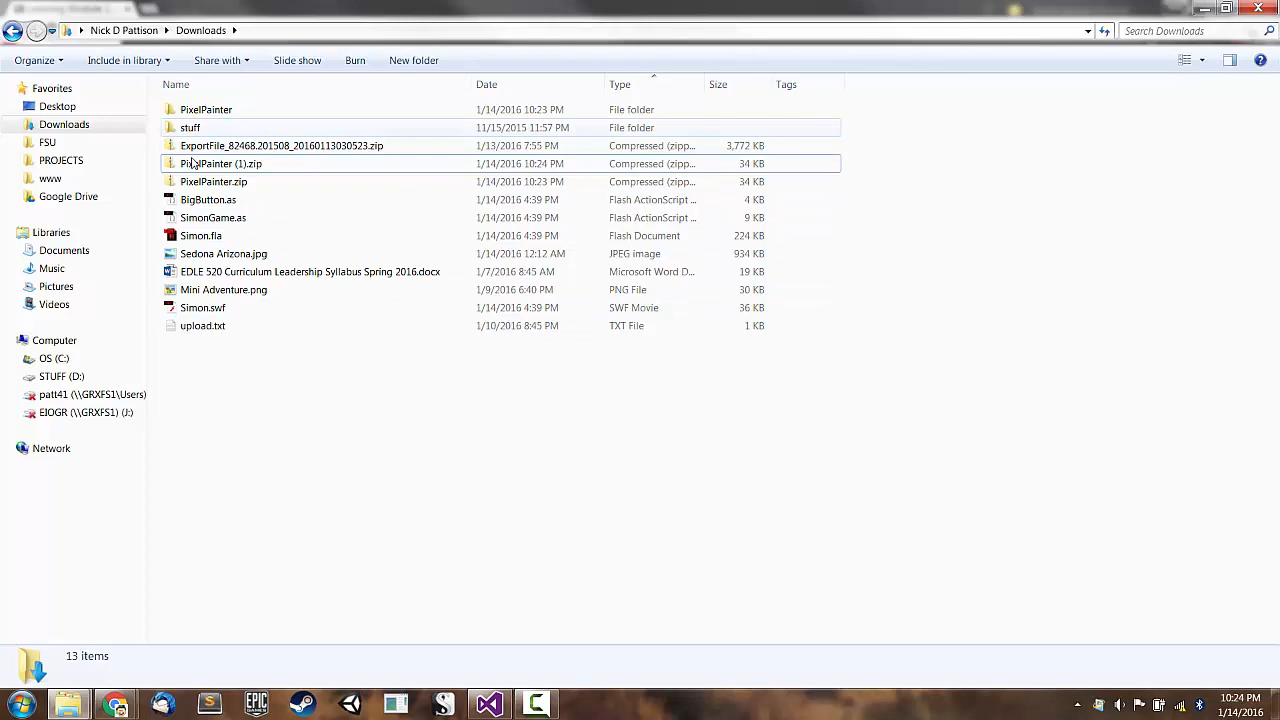 Nick D Pattison Downloads Search Downloads
Organize Include in library Share with Slide show Burn New folder
Favorites
Desktop
Downloads
FSU
PROJECTS
www
Google Drive
Libraries
Documents
Music
Pictures
Videos
Computer
OS (C:)
STUFF (D:)
patt41 (\\GRXFS1\Users)
EIOGR (\\GRXFS1) (J:)
Network
Name Date Type Size Tags
PixelPainter 1/14/2016 10:23 PM File folder
stuff 11/15/2015 11:57 PM File folder
ExportFile_82468.201508_20160113030523.zip 1/13/2016 7:55 PM Compressed (zipp... 3,772 KB
PixelPainter (1).zip 1/14/2016 10:24 PM Compressed (zipp... 34 KB
PixelPainter.zip 1/14/2016 10:23 PM Compressed (zipp... 34 KB
BigButton.as 1/14/2016 4:39 PM Flash ActionScript ... 4 KB
SimonGame.as 1/14/2016 4:39 PM Flash ActionScript ... 9 KB
Simon.fla 1/14/2016 4:39 PM Flash Document 224 KB
Sedona Arizona.jpg 1/14/2016 12:12 AM JPEG image 934 KB
EDLE 520 Curriculum Leadership Syllabus Spring 2016.docx 1/7/2016 8:45 AM Microsoft Word D... 19 KB
Mini Adventure.png 1/9/2016 6:40 PM PNG File 30 KB
Simon.swf 1/14/2016 4:39 PM SWF Movie 36 KB
upload.txt 1/10/2016 8:45 PM TXT File 1 KB
13 items
EPIC
GAMES
10:24 PM
1/14/2016